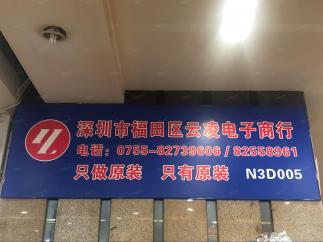 深圳市福田区云凌电子商行
电话：0755-82739606 / 82558961
只做原装 只有原装 N3D005